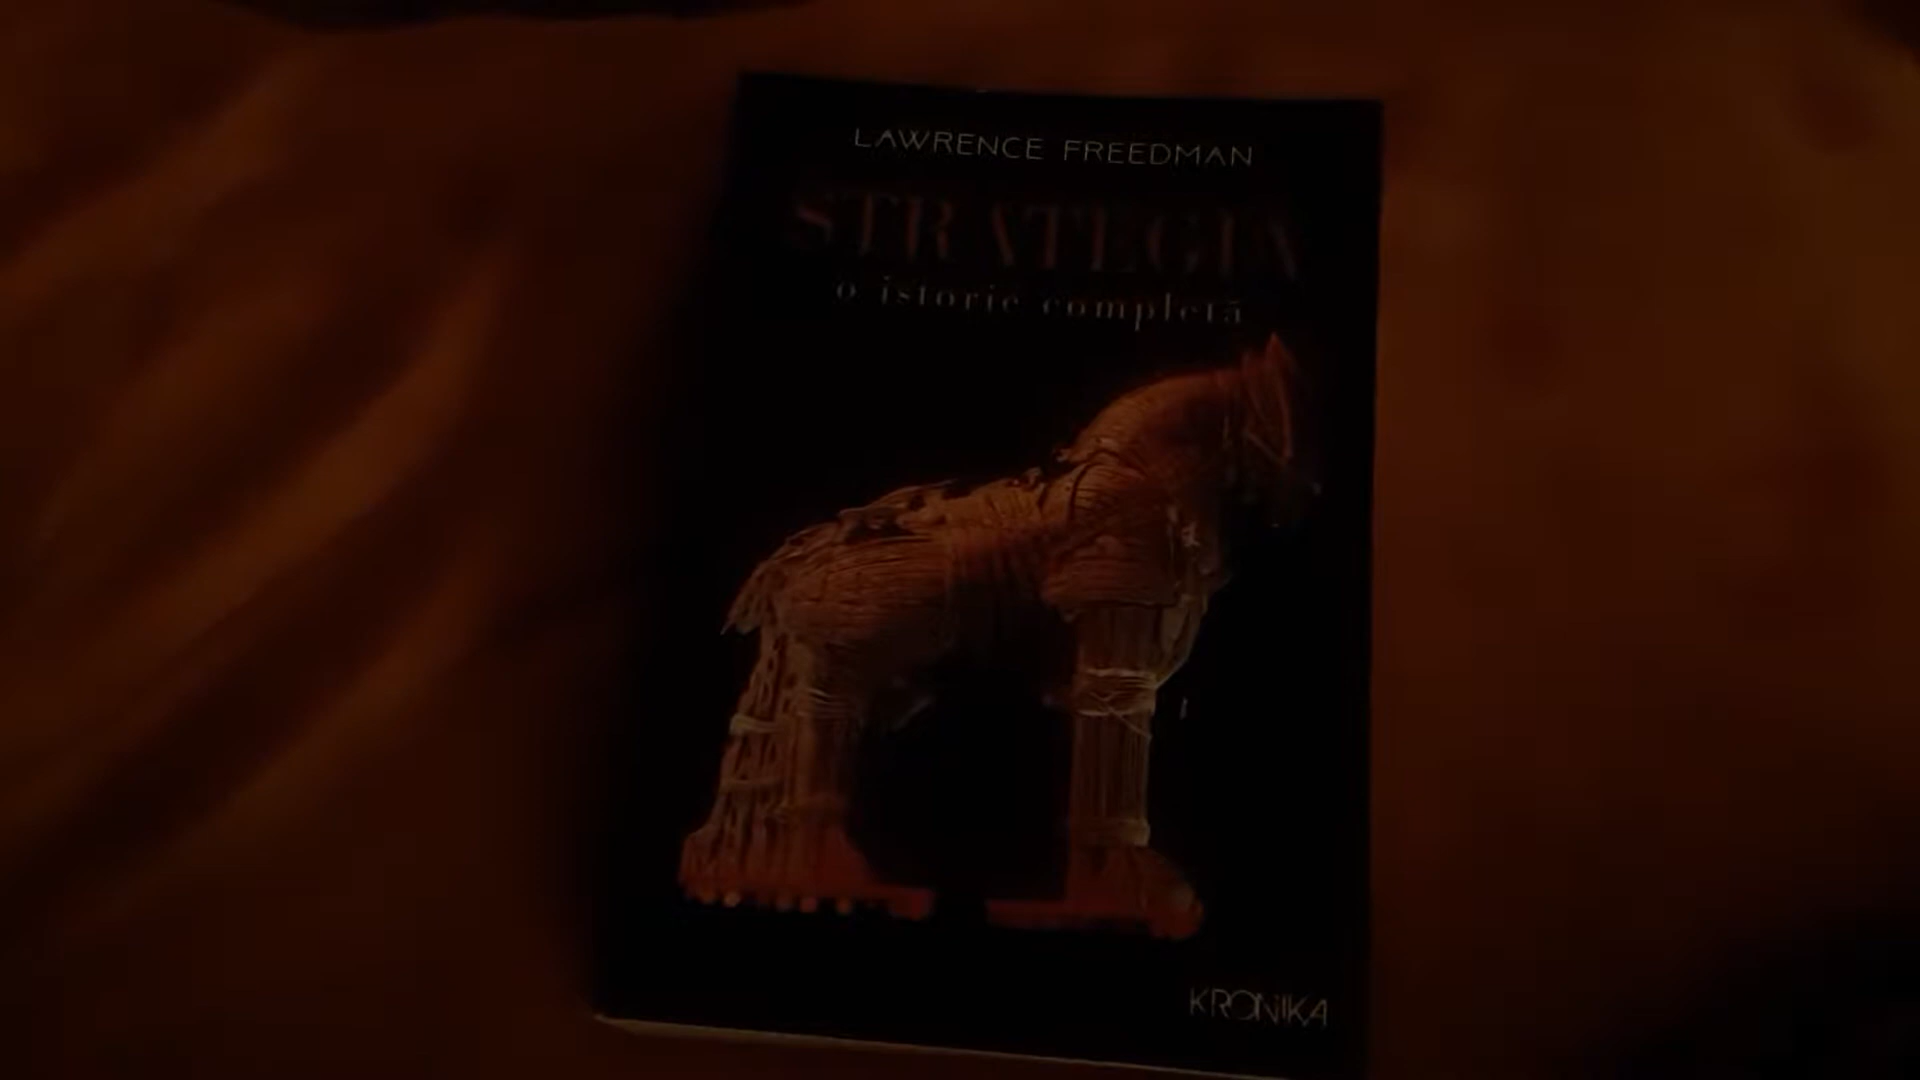 LAWRENCE FREEDMAN
STRATEGIA
o istorie completă
KRONIKA